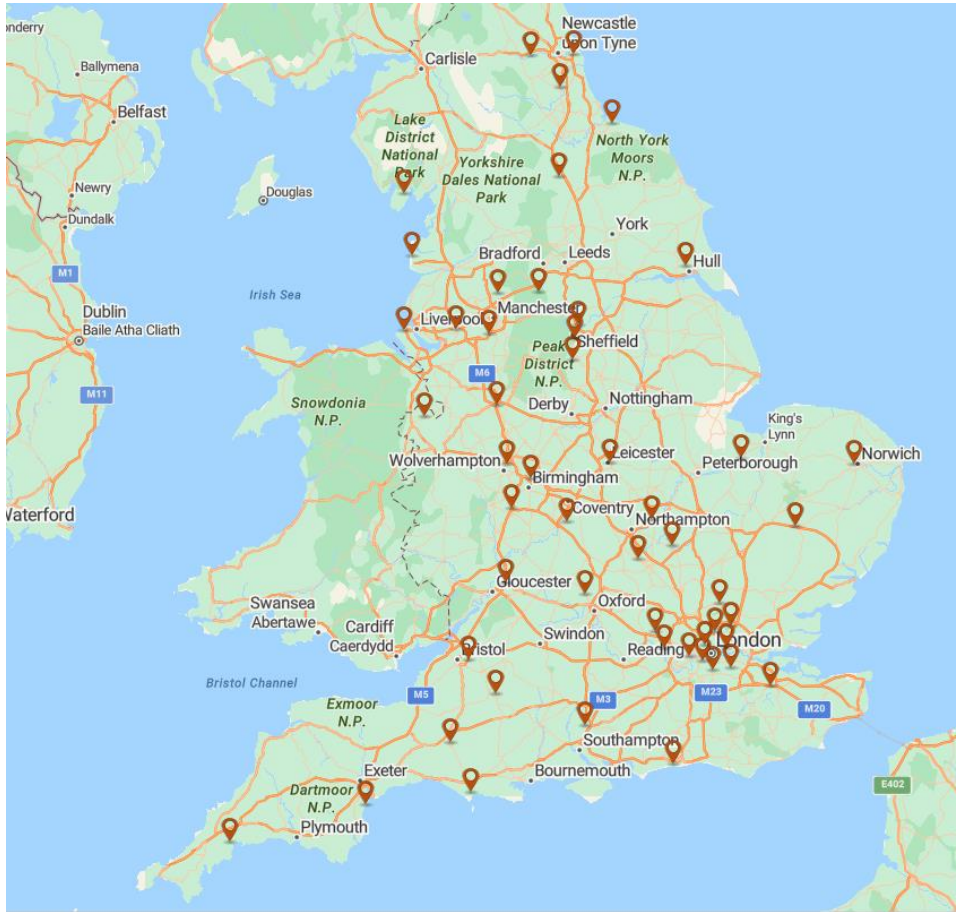 Newcastle
upon Tyne
onderry
Ballymena
Carlisle
Belfast
Lake
District
National
Park
North York
Moors
N.P.
Yorkshire
Dales National
Park
Newry
Douglas
Dundalk
York
Bradford
Leeds
Hull
M1
Irish Sea
Manchester
Dublin
Baile Atha Cliath
Liverpool
Sheffield
Peak
District
N.P.
M6
M11
Snowdonia
N.P.
Derby
Nottingham
King's
Lynn
Leicester
Norwich
Wolverhampton
Peterborough
Birmingham
Coventry
Northampton
Waterford
Gloucester
Swansea
Abertawe
Oxford
Cardiff
Caerdydd
Swindon
London
Bristol
Reading
Bristol Channel
M5
M3
M23
M20
Exmoor
N.P.
Southampton
Exeter
Bournemouth
E402
Dartmoor
N.P.
Plymouth